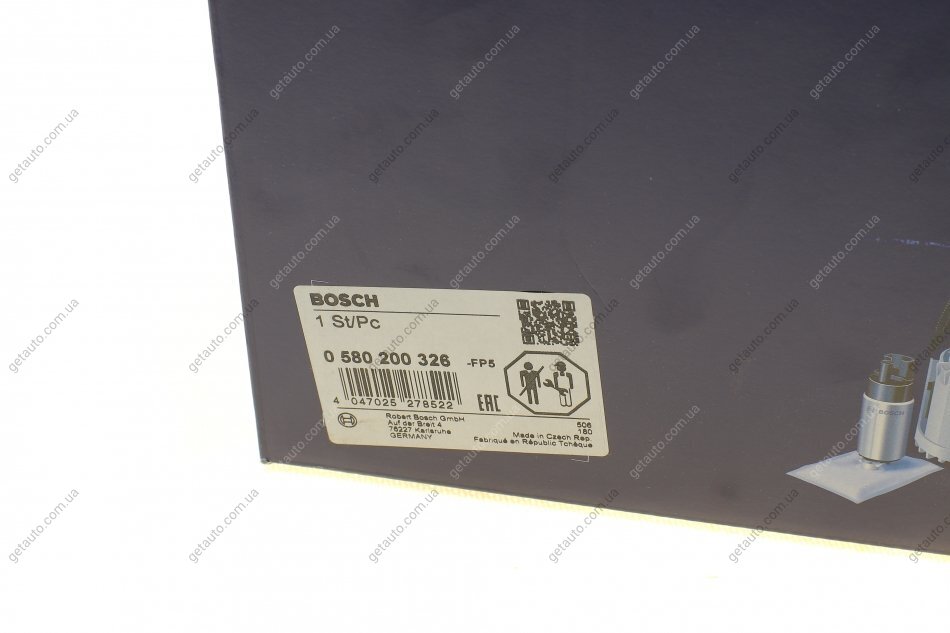 BOSCH
1 St/Pc
0 580 200 326 -FP5
4 047025 278522
EAC
Robert Bosch GmbH
Auf der Breit 4
76227 Karlsruhe
GERMANY
506
180
Made in Czech Rep.
Fabriqué en République Tchèque
BOSCH
getauto.com.ua